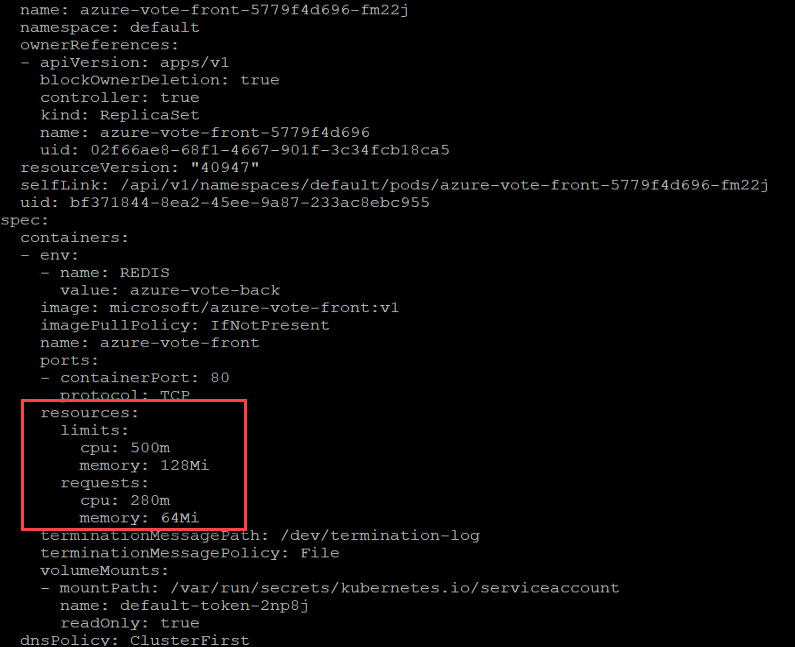 name: azure-vote-front-5779f4d696-fm22j
namespace: default
ownerReferences:
- apiVersion: apps/v1
blockOwnerDeletion: true
controller: true
kind: ReplicaSet
name: azure-vote-front-5779f4d696
uid: 02f66ae8-68f1-4667-901f-3c34fcb18ca5
resourceVersion: "40947"
selfLink: /api/v1/namespaces/default/pods/azure-vote-front-5779f4d696-fm22j
uid: bf371844-8ea2-45ee-9a87-233ac8ebc955
spec:
containers:
- env:
- name: REDIS
value: azure-vote-back
image: microsoft/azure-vote-front:v1
imagePullPolicy: IfNotPresent
name: azure-vote-front
ports:
- containerPort: 80
protocol: TCP
resources:
limits:
cpu: 500m
memory: 128Mi
requests:
cpu: 280m
memory: 64Mi
terminationMessagePath: /dev/termination-log
terminationMessagePolicy: File
volumeMounts:
- mountPath: /var/run/secrets/kubernetes.io/serviceaccount
name: default-token-2np8j
readOnly: true
dnsPolicy: ClusterFirst